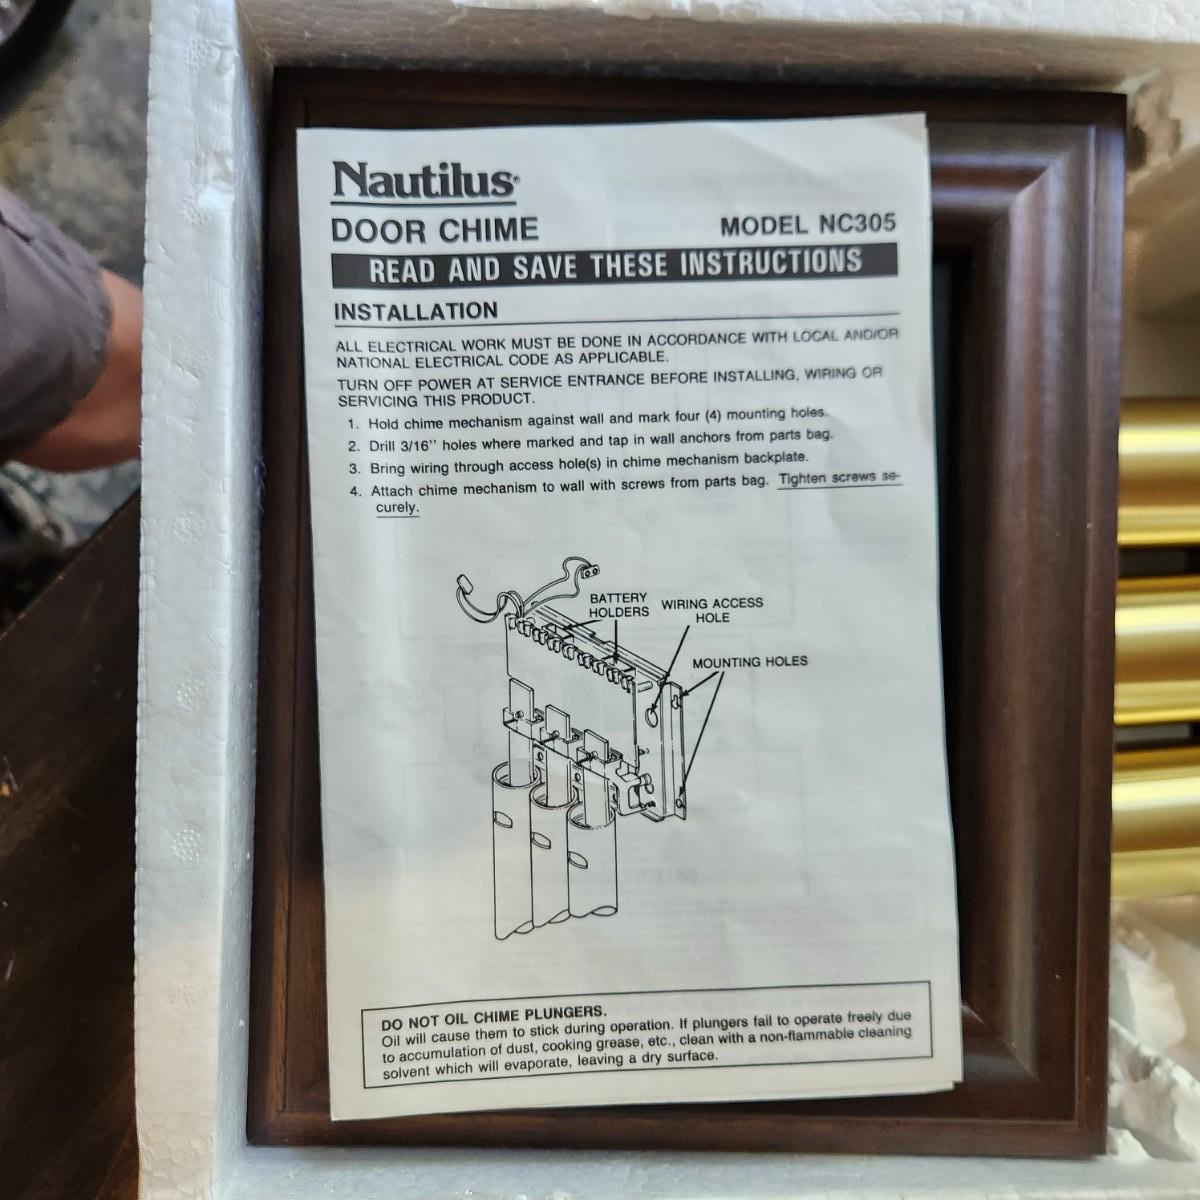 Nautilus®
DOOR CHIME
MODEL NC305
READ AND SAVE THESE INSTRUCTIONS
INSTALLATION
ALL ELECTRICAL WORK MUST BE DONE IN ACCORDANCE WITH LOCAL AND/OR
NATIONAL ELECTRICAL CODE AS APPLICABLE.
TURN OFF POWER AT SERVICE ENTRANCE BEFORE INSTALLING, WIRING OR
SERVICING THIS PRODUCT.
1. Hold chime mechanism against wall and mark four (4) mounting holes.
2. Drill 3/16" holes where marked and tap in wall anchors from parts bag.
3. Bring wiring through access hole(s) in chime mechanism backplate.
4. Attach chime mechanism to wall with screws from parts bag. Tighten screws se-
curely.
BATTERY
HOLDERS
WIRING ACCESS
HOLE
MOUNTING HOLES
DO NOT OIL CHIME PLUNGERS.
Oil will cause them to stick during operation. If plungers fail to operate freely due
to accumulation of dust, cooking grease, etc., clean with a non-flammable cleaning
solvent which will evaporate, leaving a dry surface.